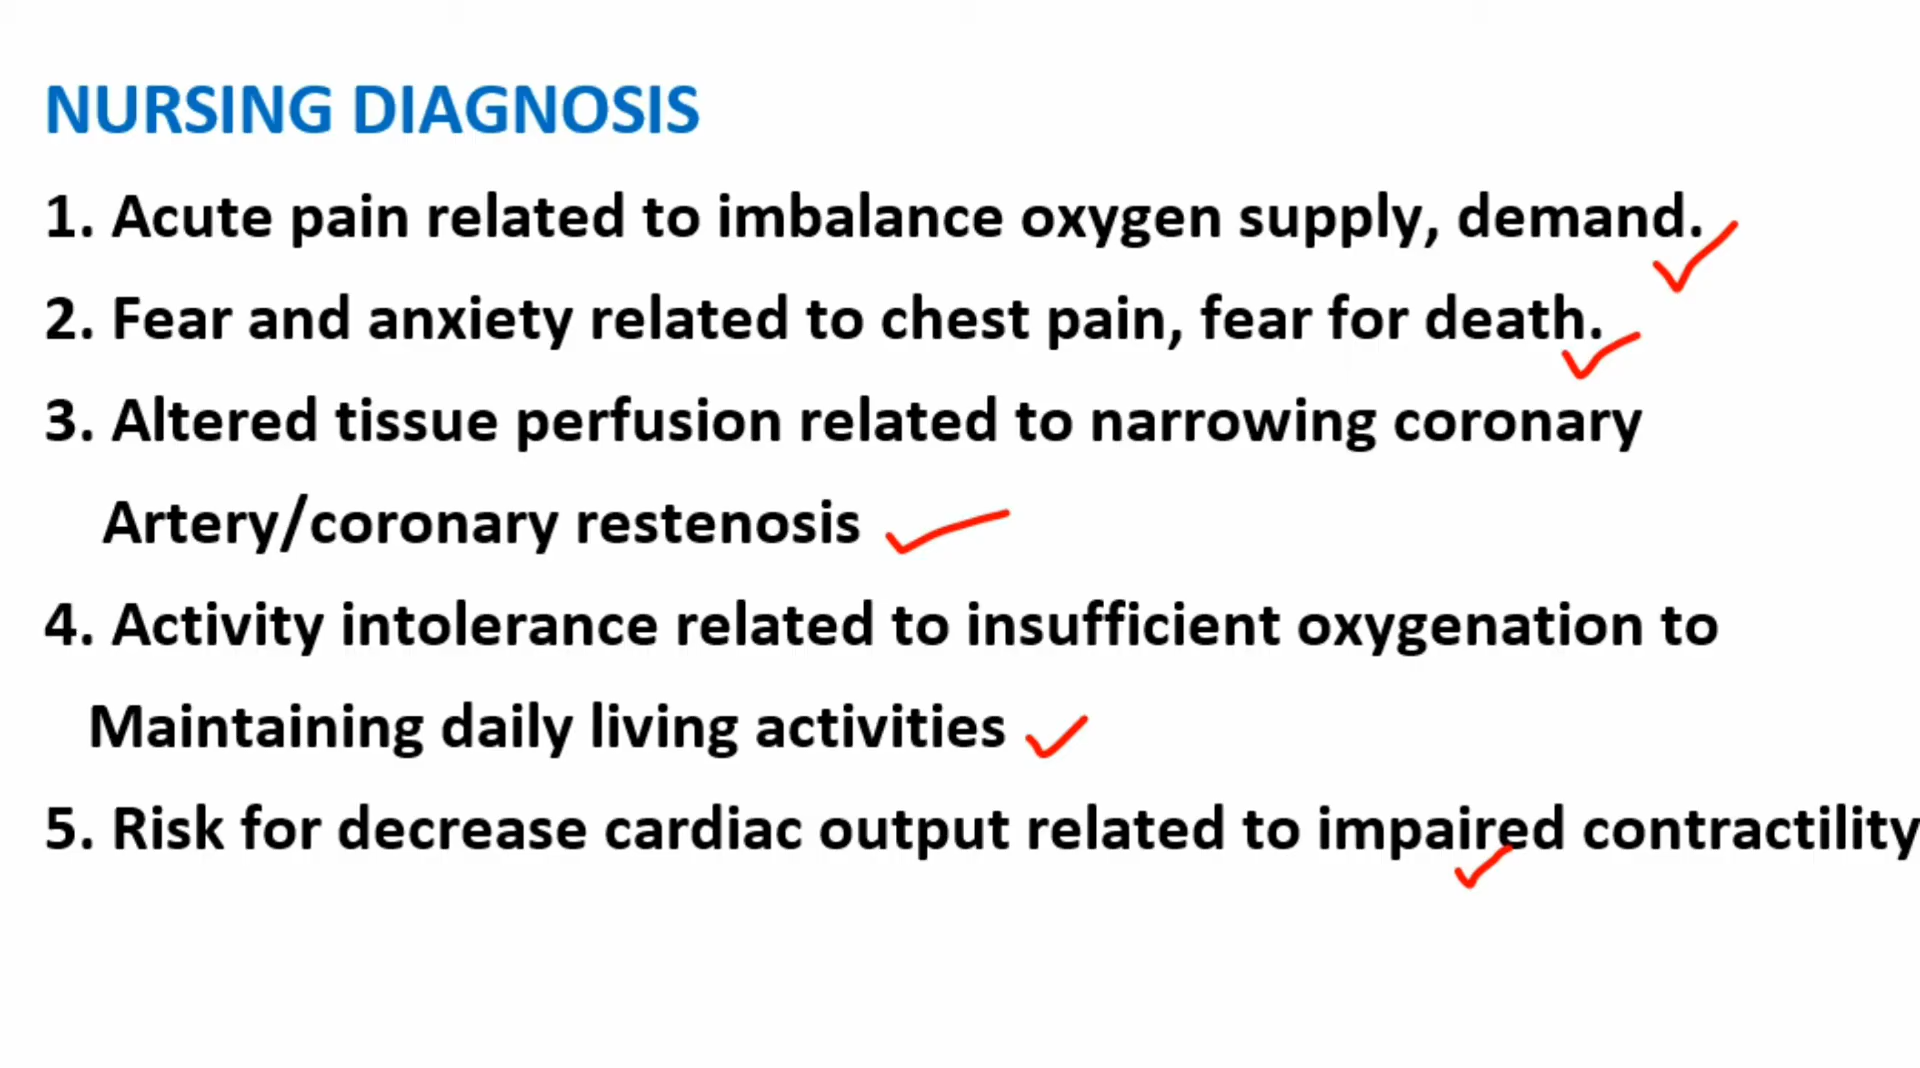 NURSING DIAGNOSIS
1. Acute pain related to imbalance oxygen supply, demand.
2. Fear and anxiety related to chest pain, fear for death.
3. Altered tissue perfusion related to narrowing coronary
Artery/coronary restenosis
4. Activity intolerance related to insufficient oxygenation to
Maintaining daily living activities
5. Risk for decrease cardiac output related to impaired contractility